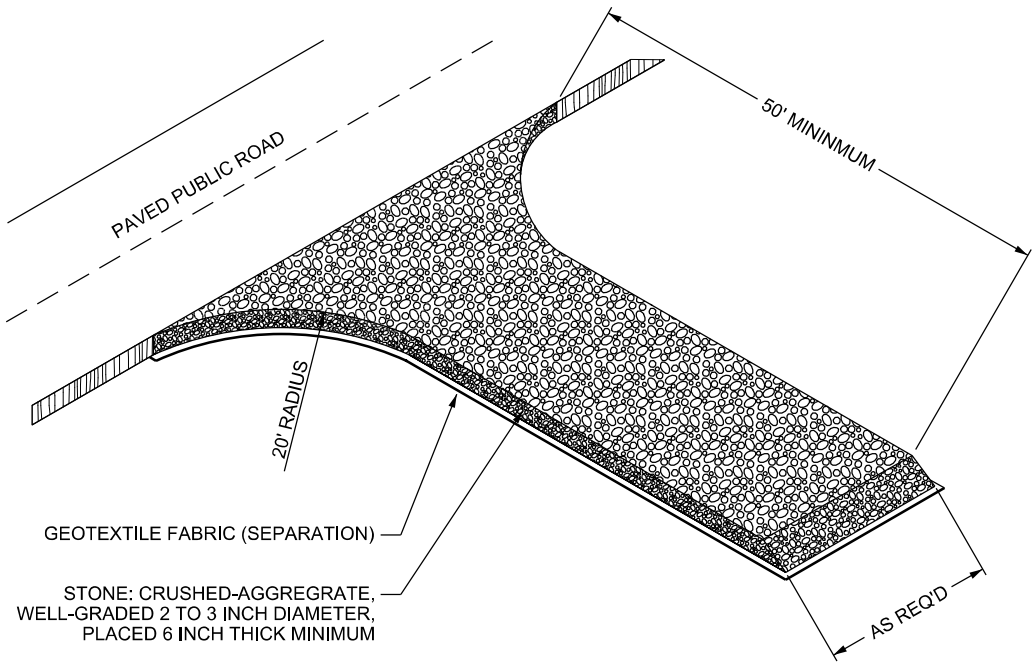 50' MININMUM
PAVED PUBLIC ROAD
20' RADIUS
GEOTEXTILE FABRIC (SEPARATION)
STONE: CRUSHED-AGGREGRATE,
WELL-GRADED 2 TO 3 INCH DIAMETER,
PLACED 6 INCH THICK MINIMUM
AS REQ'D